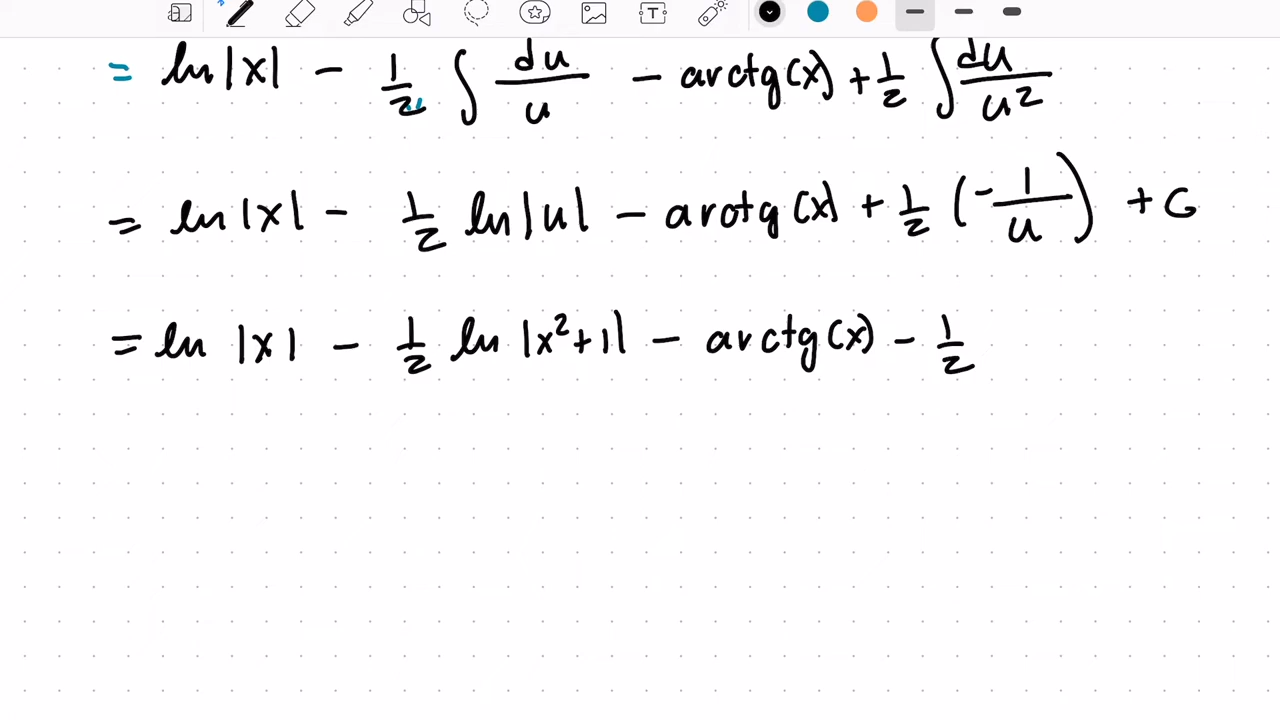 = ln|x| - 1/2 ∫ du/u - arctg(x) + 1/2 ∫ du/u²
= ln|x| - 1/2 ln|u| - arctg(x) + 1/2 (-1/u) + C
= ln|x| - 1/2 ln|x²+1| - arctg(x) - 1/2